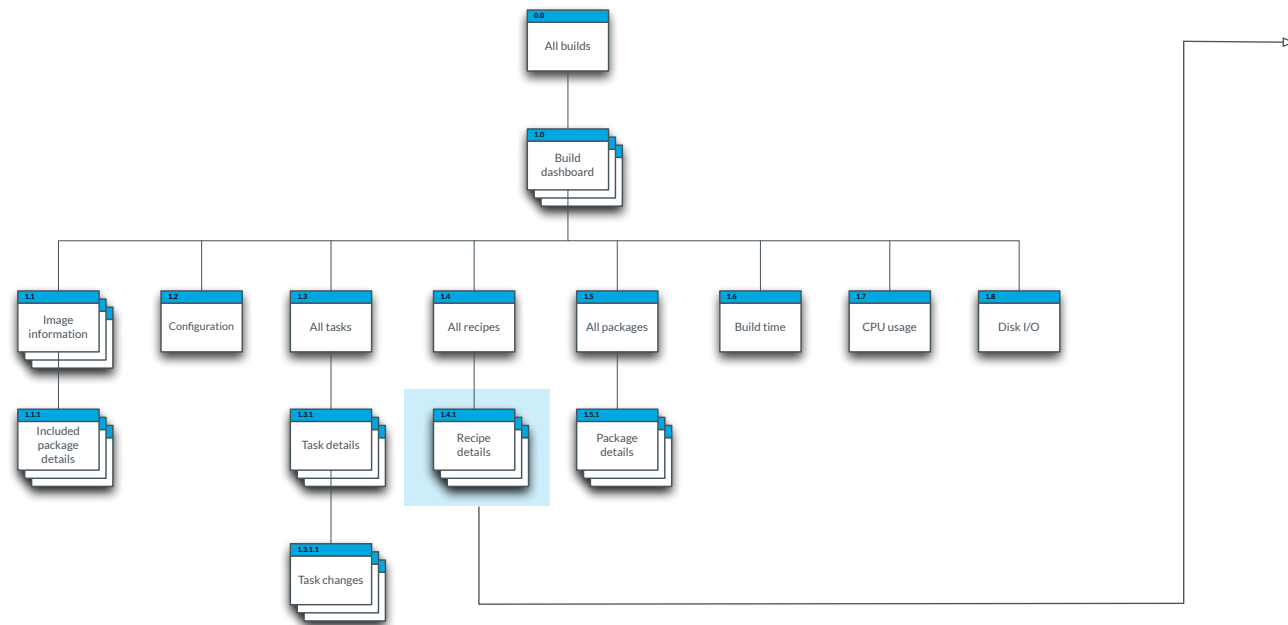 0.0
All builds
1.0
Build
dashboard
1.1
Image
information
1.2
Configuration
1.3
All tasks
1.4
All recipes
1.5
All packages
1.6
Build time
1.7
CPU usage
1.8
Disk I/O
1.1.1
Included
package
details
1.3.1
Task details
1.4.1
Recipe
details
1.5.1
Package
details
1.3.1.1
Task changes